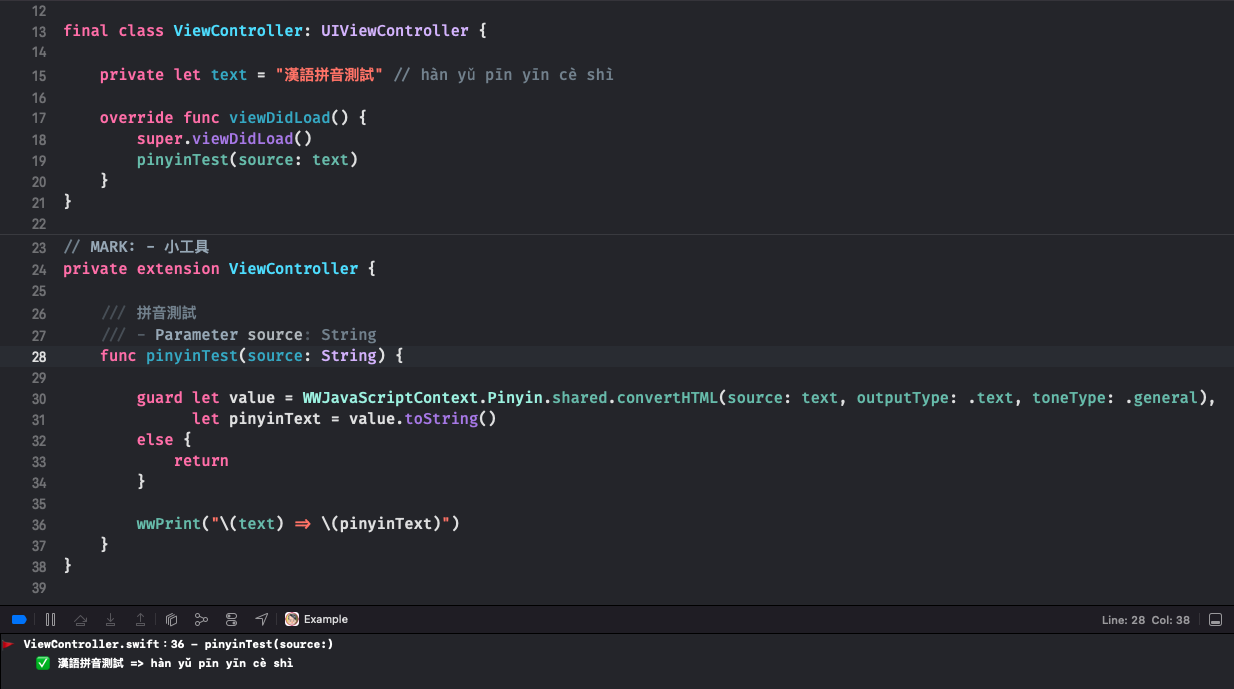 12
13 final class ViewController: UIViewController {
14
15 private let text = "漢語拼音測試" // hàn yǔ pīn yīn cè shì
16
17 override func viewDidLoad() {
18 super.viewDidLoad()
19 pinyinTest(source: text)
20 }
21 }
22
23 // MARK: - 小工具
24 private extension ViewController {
25
26 /// 拼音測試
27 /// - Parameter source: String
28 func pinyinTest(source: String) {
29
30 guard let value = WWJavaScriptContext.Pinyin.shared.convertHTML(source: text, outputType: .text, toneType: .general),
31 let pinyinText = value.toString()
32 else {
33 return
34 }
35
36 wwPrint("\(text) => \(pinyinText)")
37 }
38 }
39
Example Line: 28 Col: 38
ViewController.swift：36 - pinyinTest(source:)
✅ 漢語拼音測試 => hàn yǔ pīn yīn cè shì